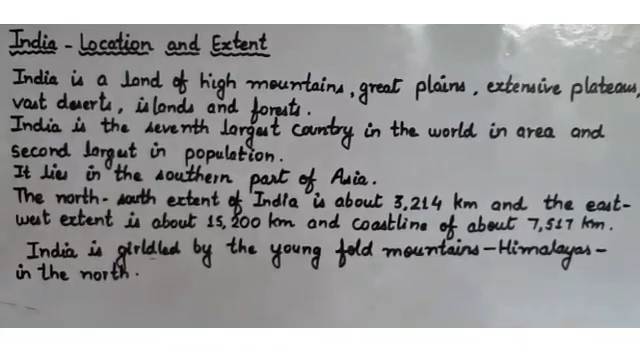 India - Location and Extent
India is a land of high mountains, great plains, extensive plateaus,
vast deserts, islands and forests.
India is the seventh largest country in the world in area and
second largest in population.
It lies in the southern part of Asia.
The north-south extent of India is about 3,214 km and the east-
west extent is about 15,200 km and coastline of about 7,517 km.
India is girldled by the young fold mountains-Himalayas-
in the north.